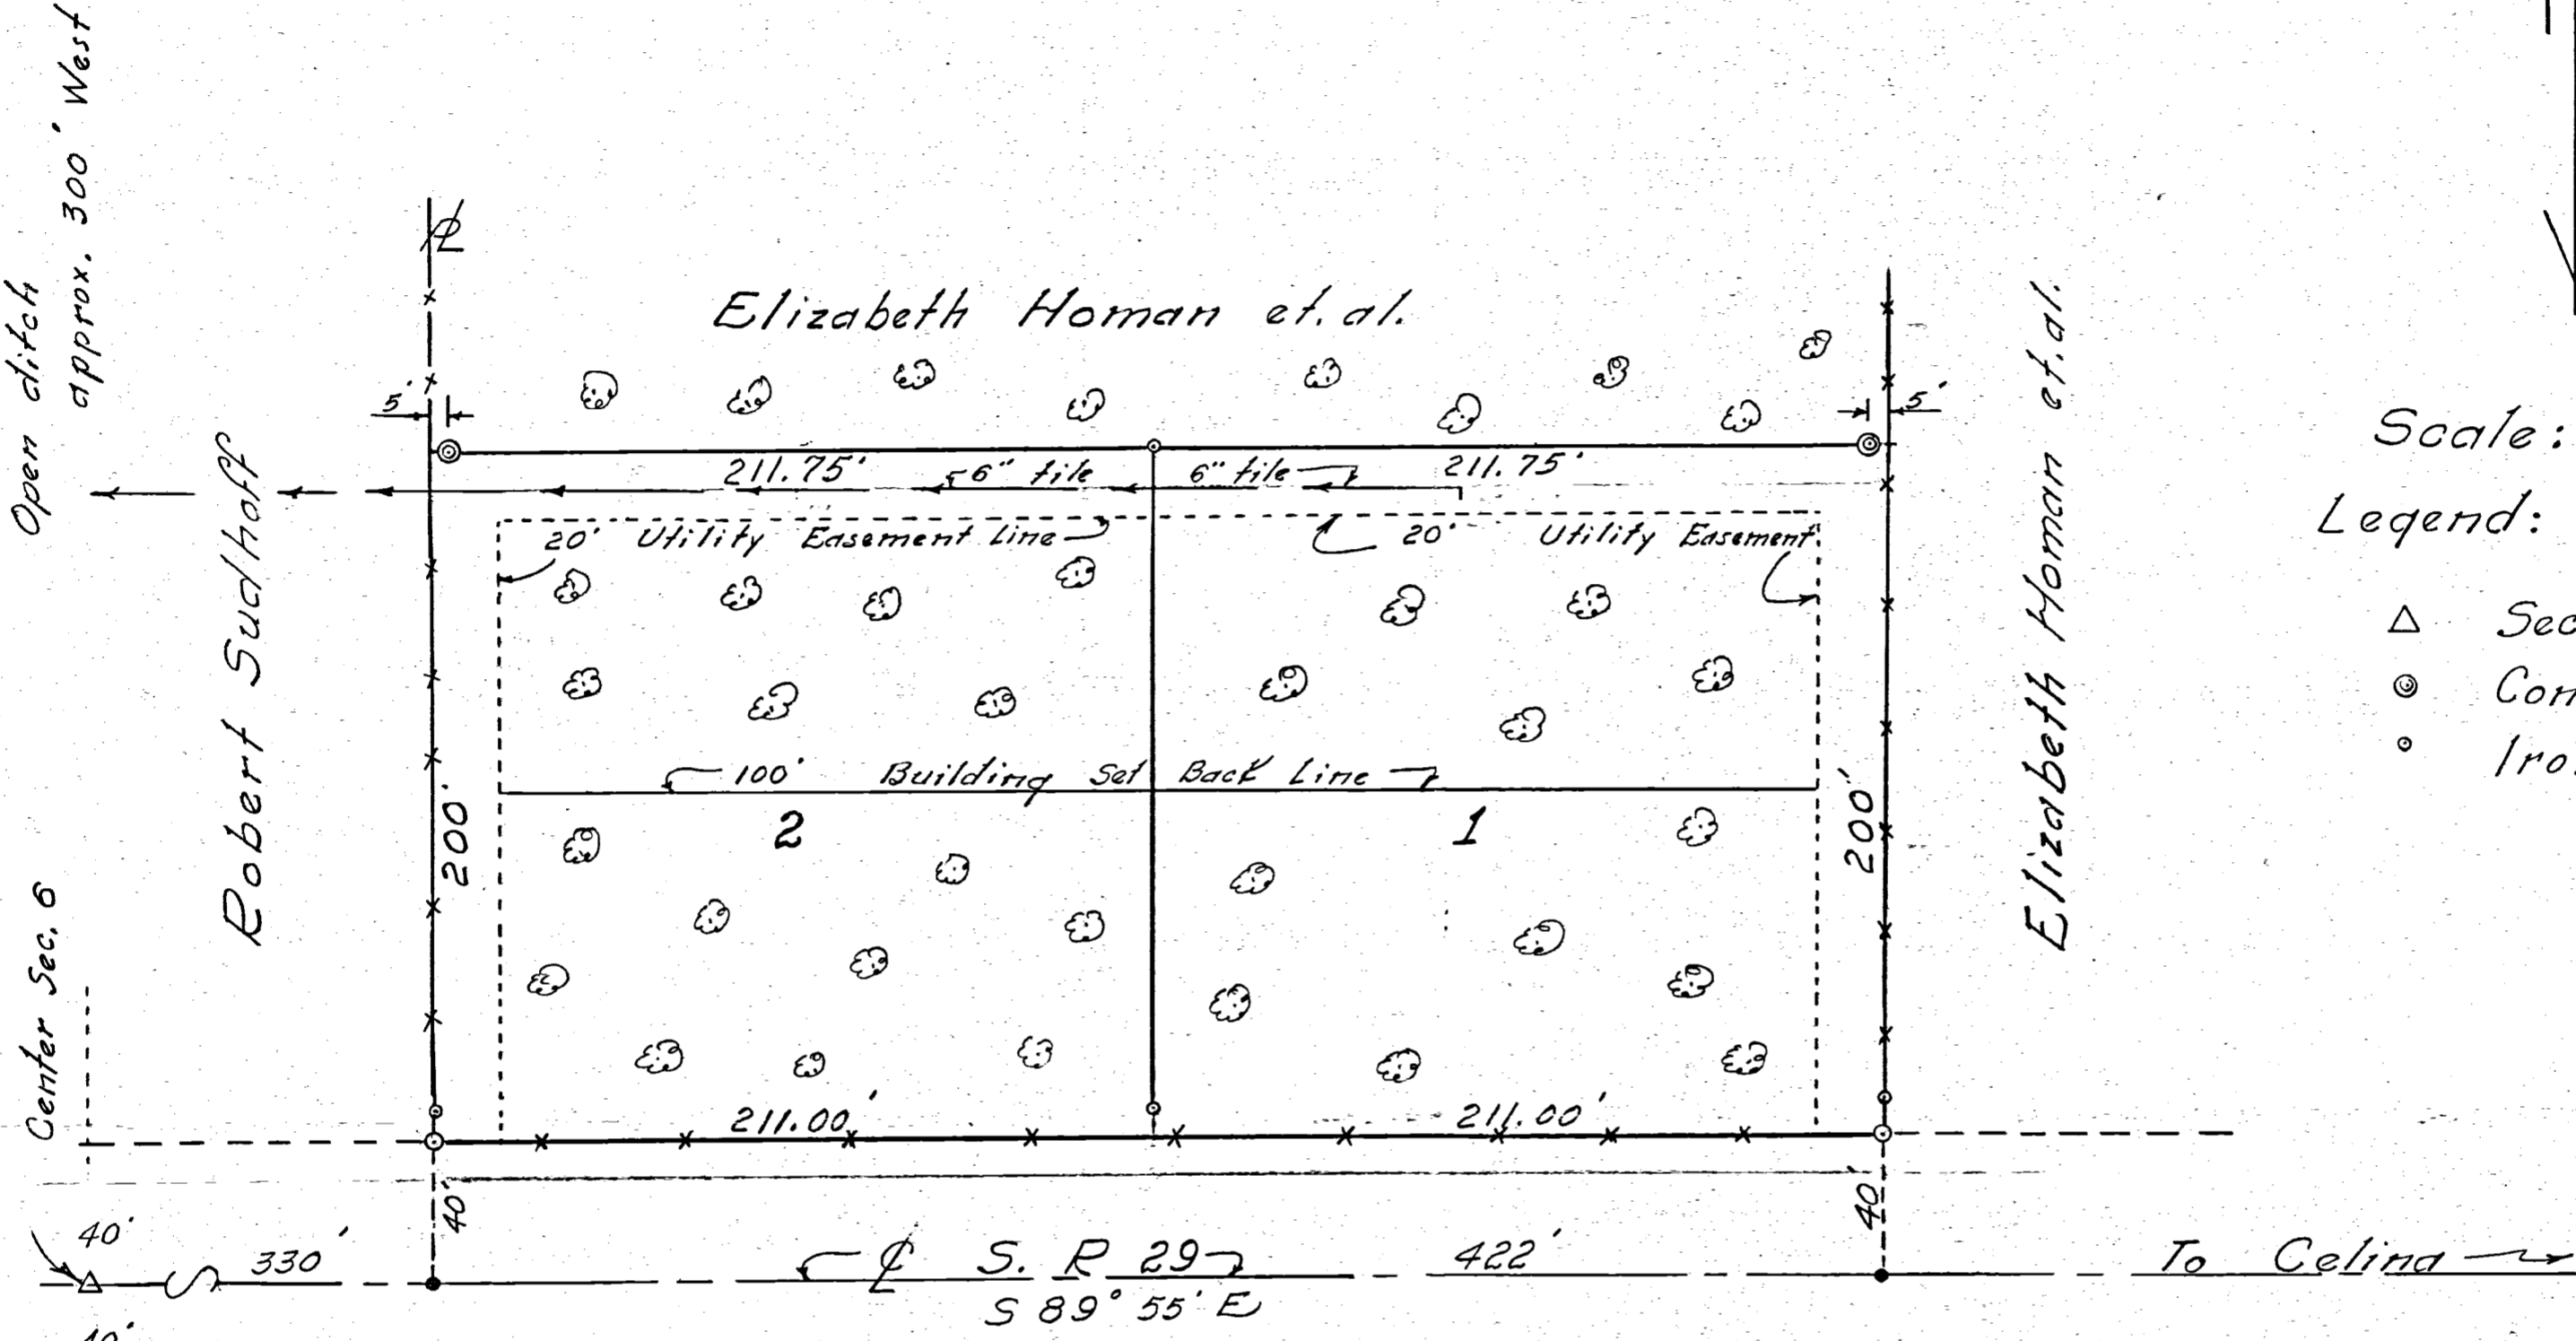 Open ditch
approx. 300' West
Elizabeth Homan et.al.
5'
5'
211.75'
6" tile
6" tile
211.75'
20' Utility Easement Line
20' Utility Easement
Robert Sudhoff
Elizabeth Homan et.al.
Scale:
Legend:
Con
100' Building Set Back Line
2
1
200'
200'
Center Sec. 6
211.00'
211.00'
40'
40'
40'
330'
℄ S. R 29
422'
To Celina
S 89° 55' E